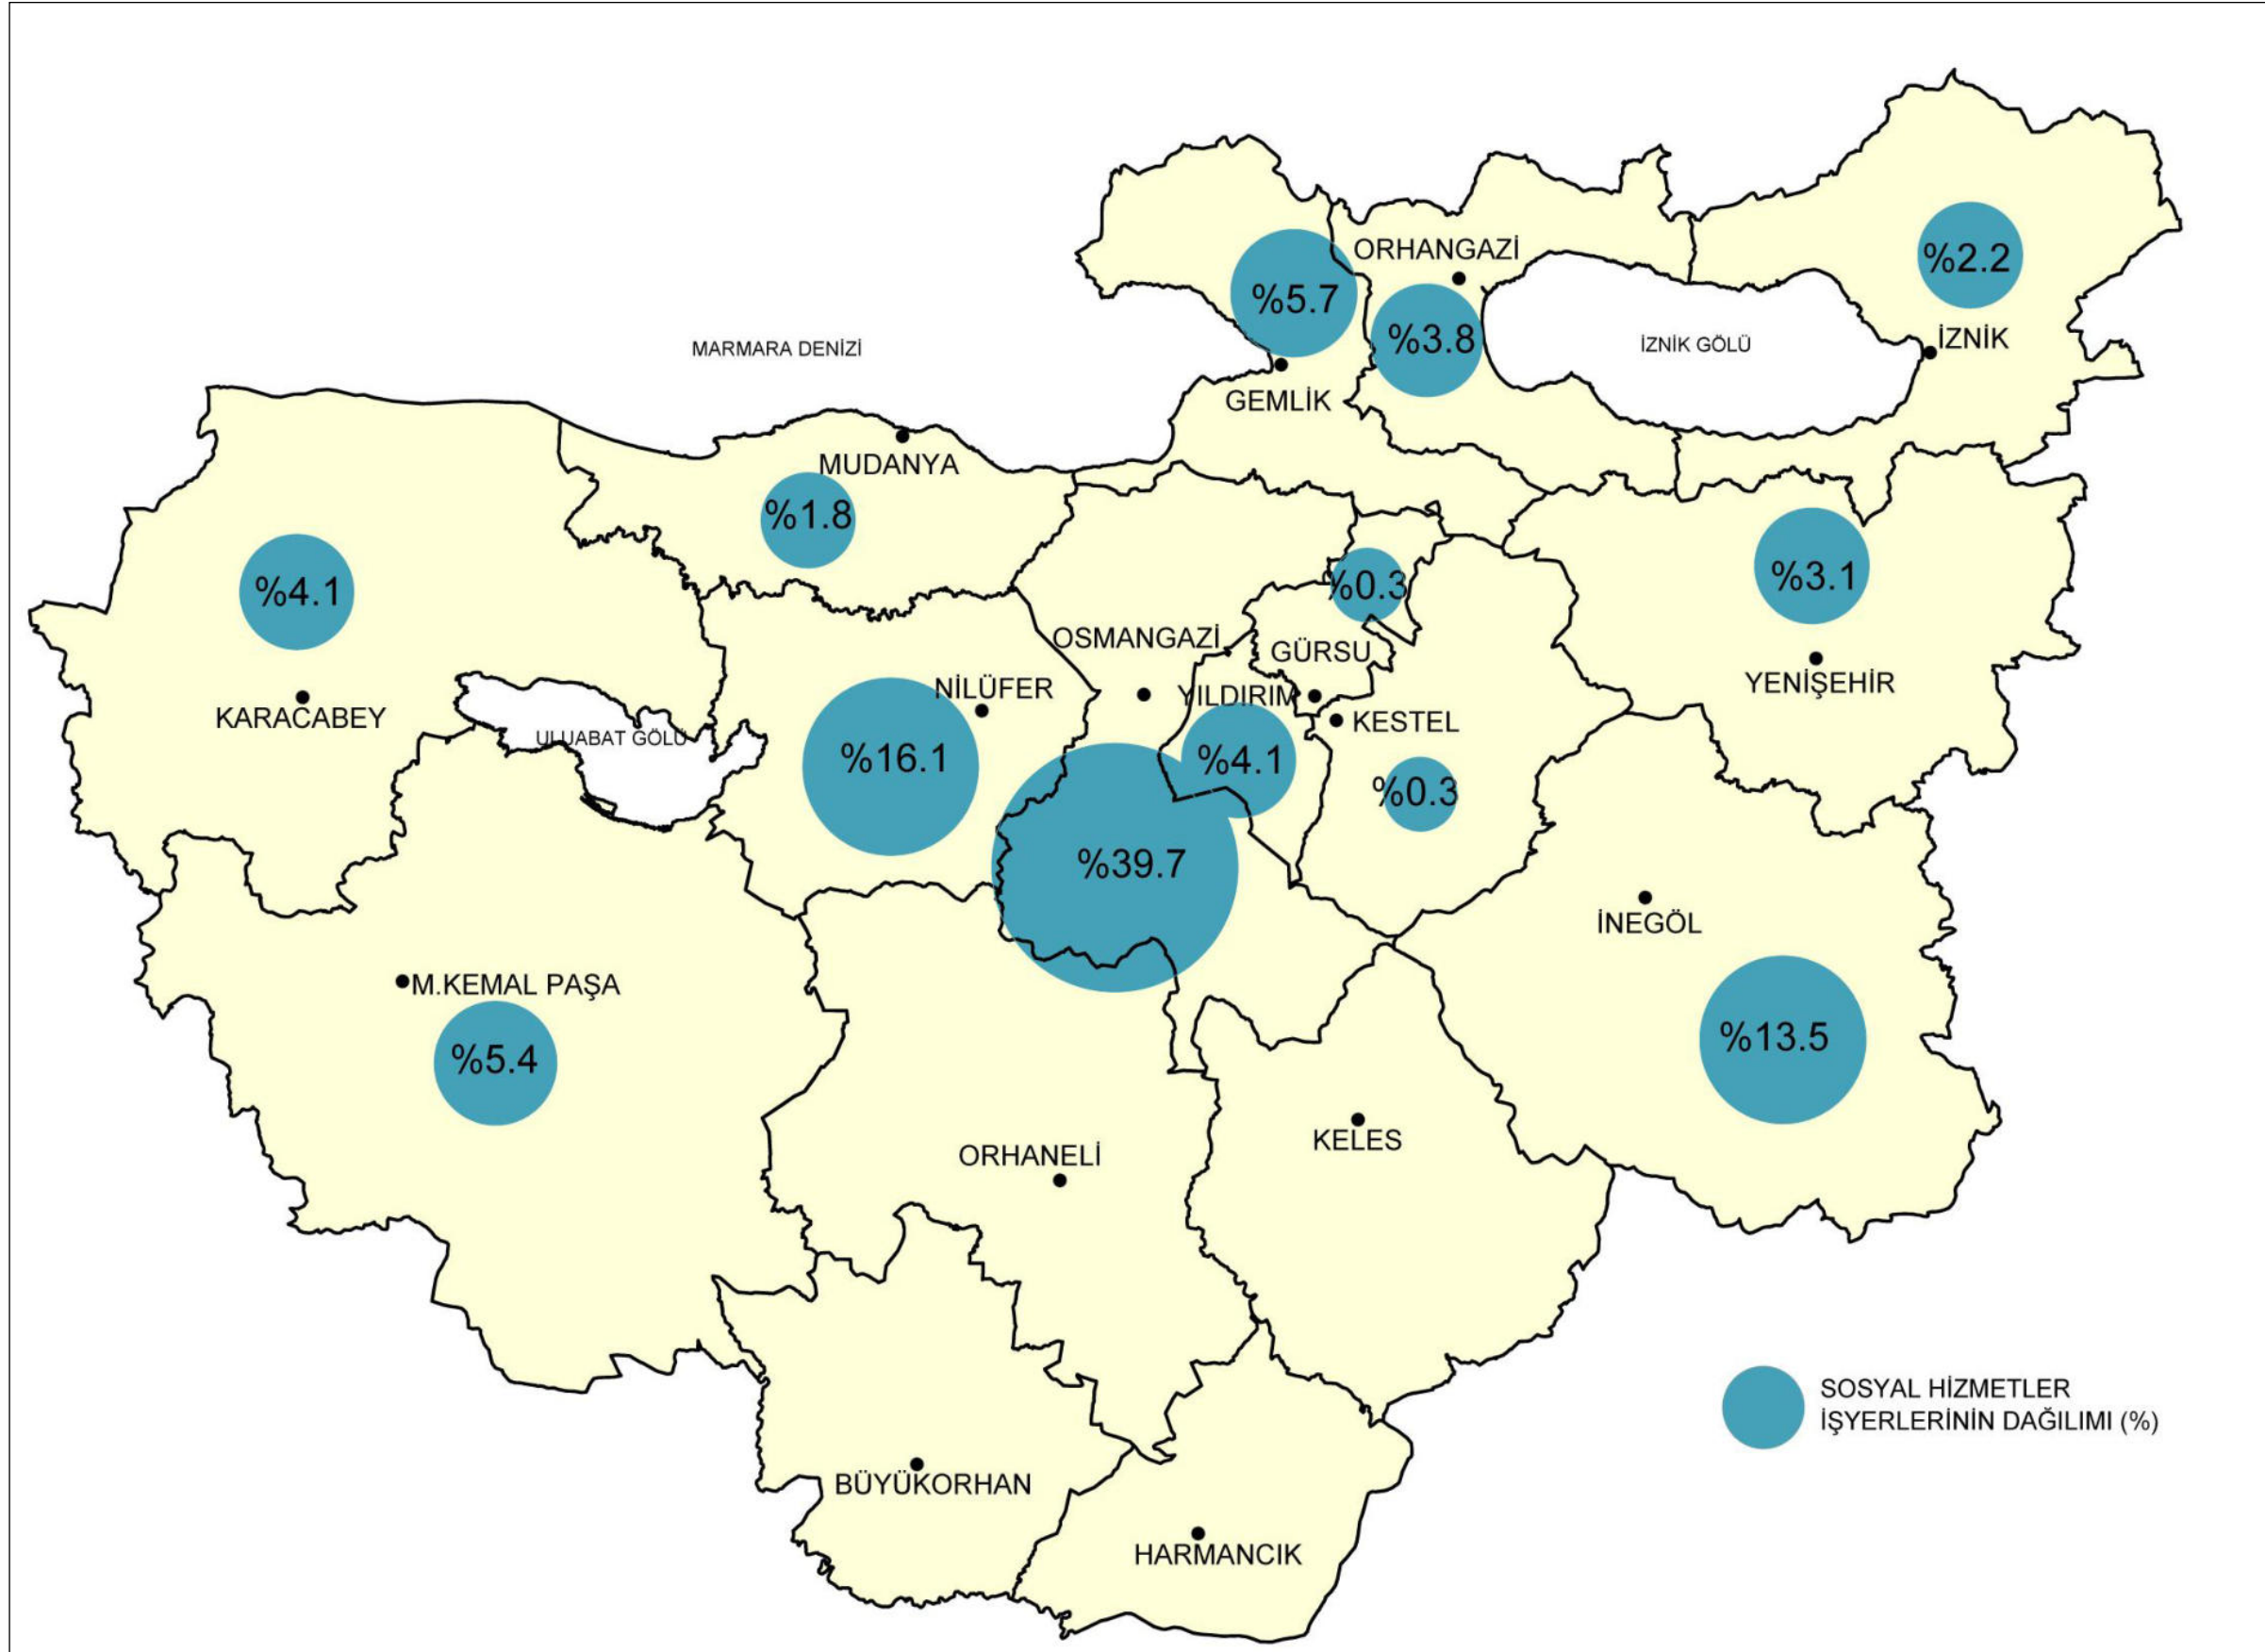 ORHANGAZİ
%2.2
%5.7
%3.8
İZNİK
İZNİK GÖLÜ
MARMARA DENİZİ
GEMLİK
MUDANYA
%1.8
%4.1
%0.3
%3.1
OSMANGAZİ
GÜRSU
NİLÜFER
YILDIRIM
YENİŞEHİR
KARACABEY
KESTEL
ULUABAT GÖLÜ
%16.1
%4.1
%0.3
%39.7
İNEGÖL
M.KEMAL PAŞA
%13.5
%5.4
KELES
ORHANELİ
SOSYAL HİZMETLER
İŞYERLERİNİN DAĞILIMI (%)
BÜYÜKORHAN
HARMANCIK